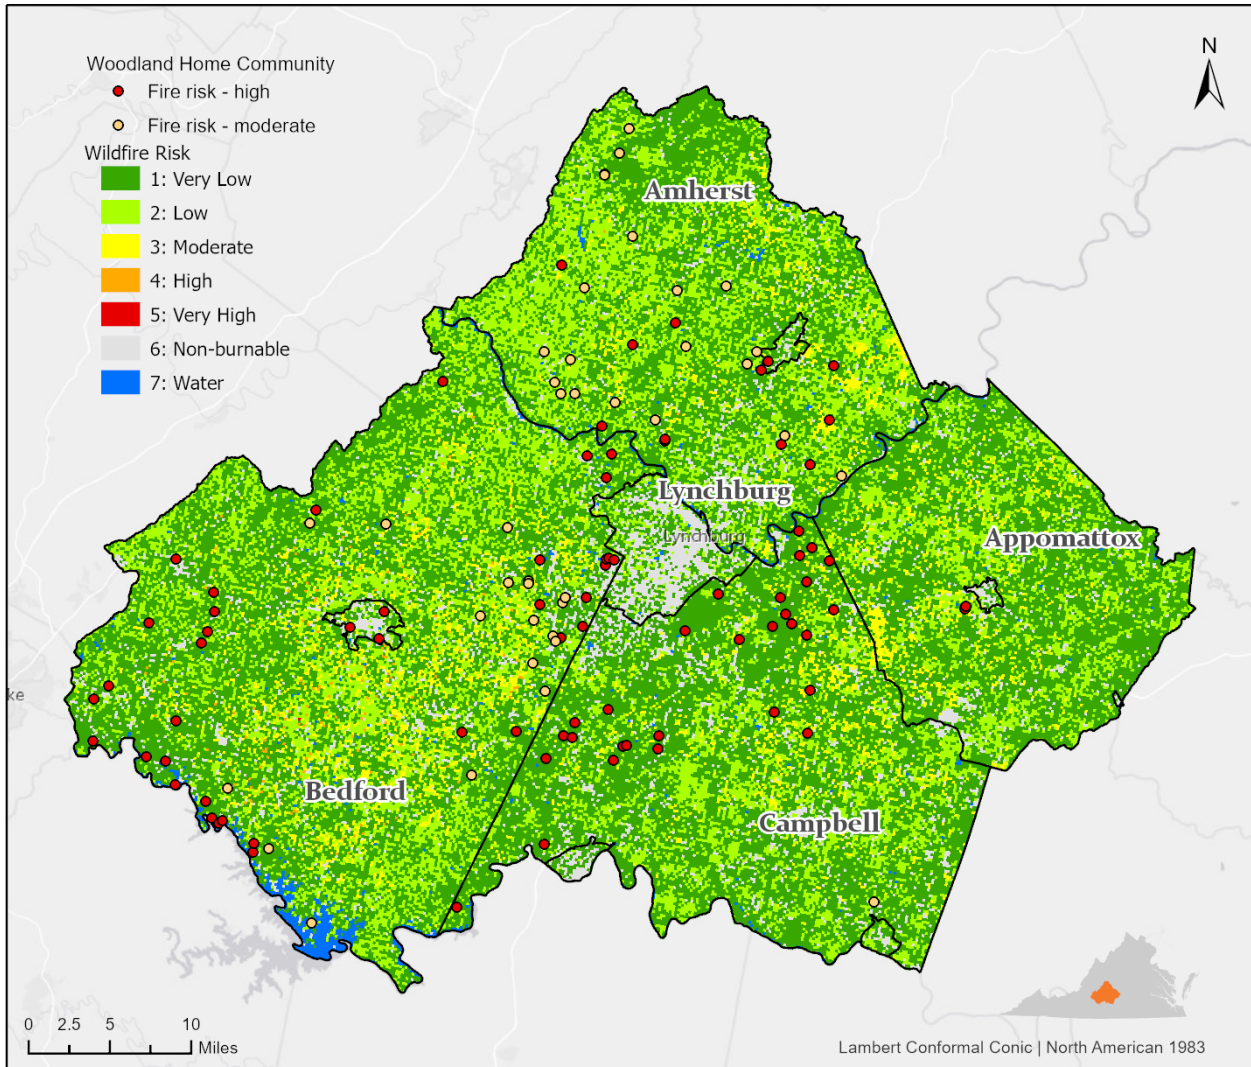 Woodland Home Community
Fire risk - high
Fire risk - moderate
Wildfire Risk
1: Very Low
2: Low
3: Moderate
4: High
5: Very High
6: Non-burnable
7: Water
N
Amherst
Lynchburg
Lynchburg
Appomattox
ke
Bedford
Campbell
0 2.5 5 10
Miles
Lambert Conformal Conic | North American 1983